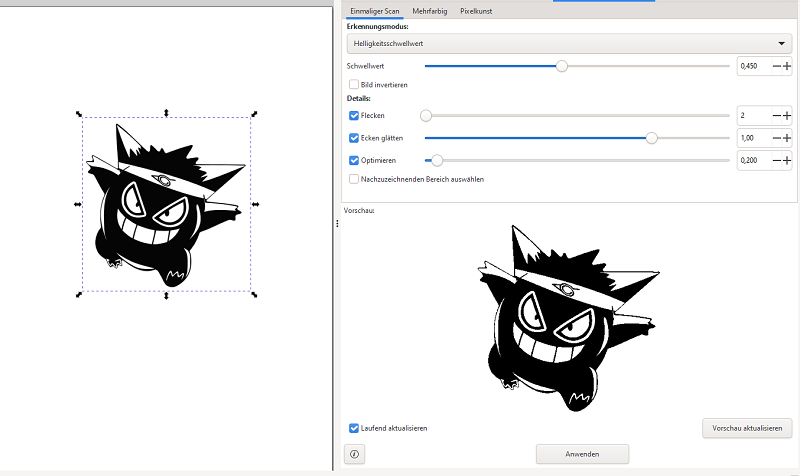 Einmaliger Scan Mehrfarbig Pixelkunst
Erkennungsmodus:
Helligkeitsschwellwert
Schwellwert 0,450
Bild invertieren
Details:
Flecken 2
Ecken glätten 1,00
Optimieren 0,200
Nachzuzeichnenden Bereich auswählen
Vorschau:
Laufend aktualisieren Vorschau aktualisieren
Anwenden